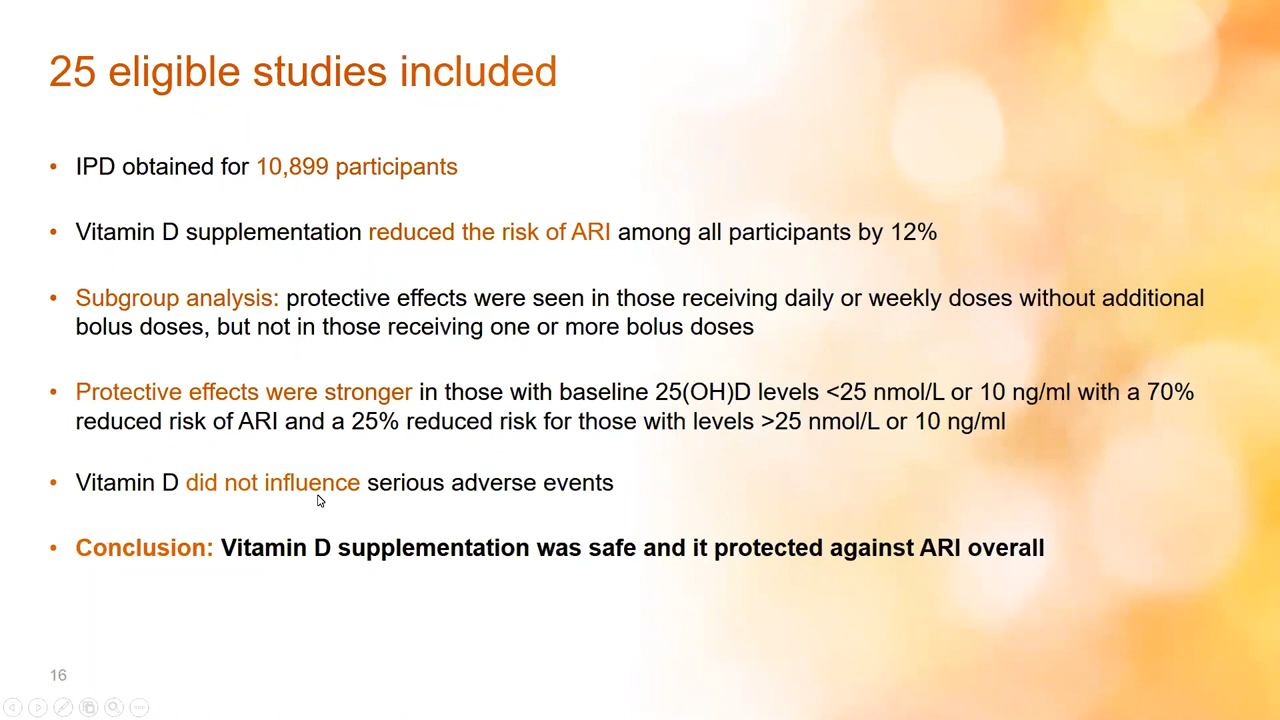 25 eligible studies included
• IPD obtained for 10,899 participants
• Vitamin D supplementation reduced the risk of ARI among all participants by 12%
• Subgroup analysis: protective effects were seen in those receiving daily or weekly doses without additional
bolus doses, but not in those receiving one or more bolus doses
• Protective effects were stronger in those with baseline 25(OH)D levels <25 nmol/L or 10 ng/ml with a 70%
reduced risk of ARI and a 25% reduced risk for those with levels >25 nmol/L or 10 ng/ml
• Vitamin D did not influence serious adverse events
• Conclusion: Vitamin D supplementation was safe and it protected against ARI overall
16